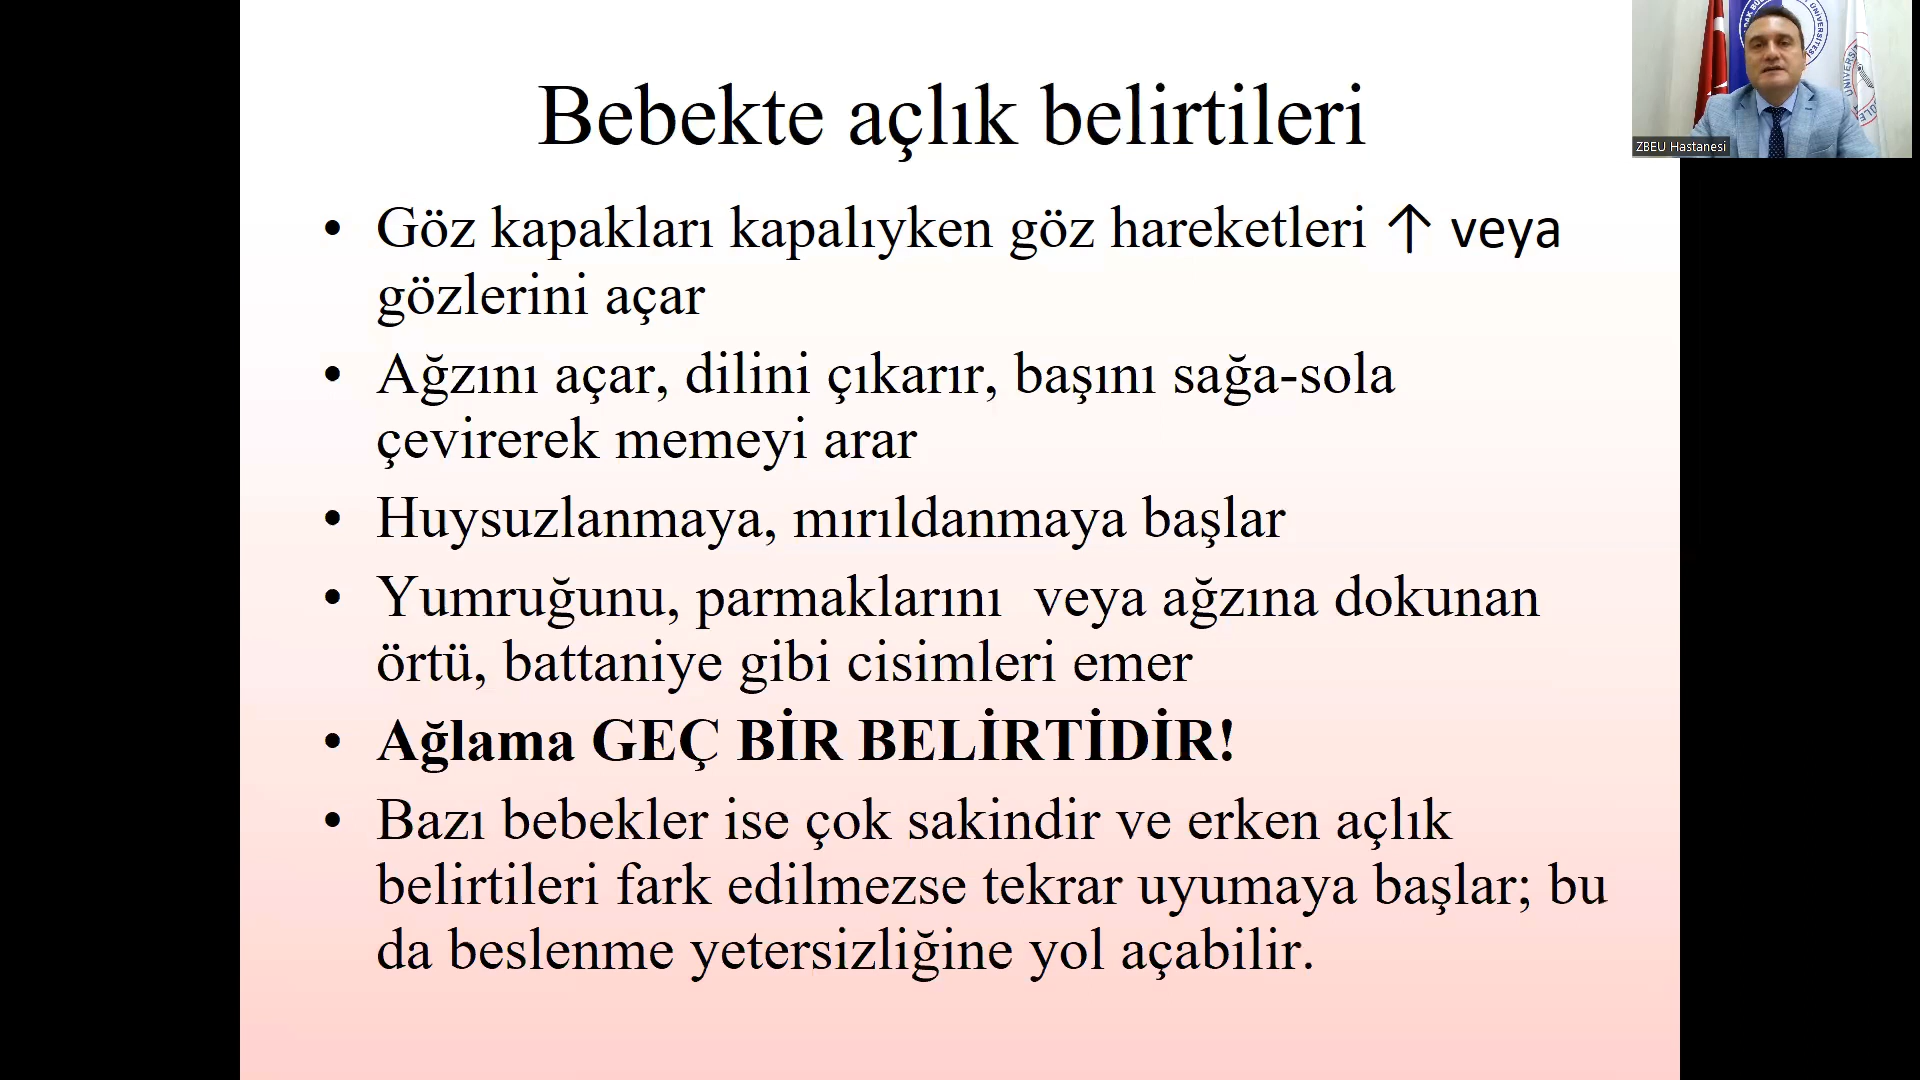 Bebekte açlık belirtileri
• Göz kapakları kapalıyken göz hareketleri ↑ veya
gözlerini açar
• Ağzını açar, dilini çıkarır, başını sağa-sola
çevirerek memeyi arar
• Huysuzlanmaya, mırıldanmaya başlar
• Yumruğunu, parmaklarını  veya ağzına dokunan
örtü, battaniye gibi cisimleri emer
• Ağlama GEÇ BİR BELİRTİDİR!
• Bazı bebekler ise çok sakindir ve erken açlık
belirtileri fark edilmezse tekrar uyumaya başlar; bu
da beslenme yetersizliğine yol açabilir.
ZBEU Hastanesi